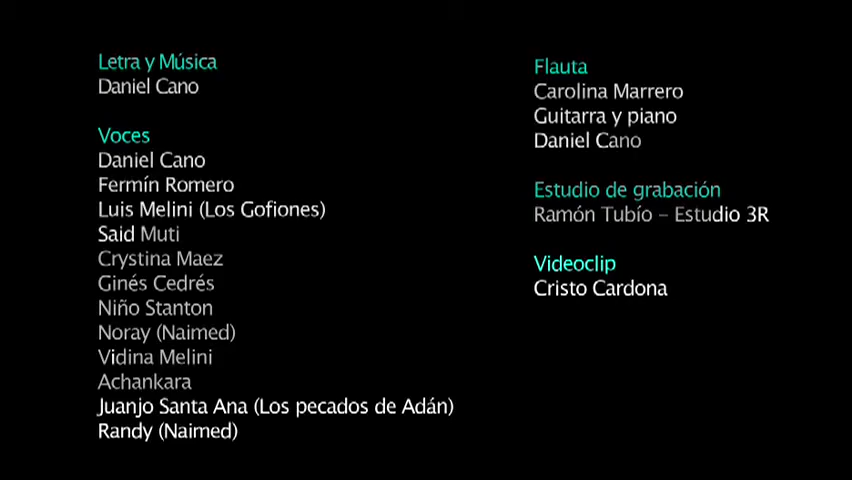 Letra y Música
Daniel Cano
Voces
Daniel Cano
Fermín Romero
Luis Melini (Los Gofiones)
Said Muti
Crystina Maez
Ginés Cedrés
Niño Stanton
Noray (Naimed)
Vidina Melini
Achankara
Juanjo Santa Ana (Los pecados de Adán)
Randy (Naimed)
Flauta
Carolina Marrero
Guitarra y piano
Daniel Cano
Estudio de grabación
Ramón Tubío – Estudio 3R
Videoclip
Cristo Cardona